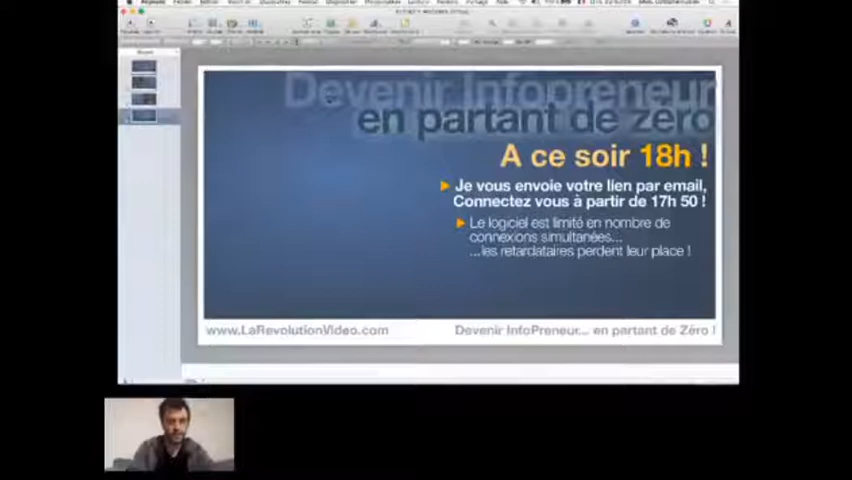 Devenir Infopreneur
en partant de zéro
A ce soir 18h !
Je vous envoie votre lien par email,
Connectez vous à partir de 17h 50 !
Le logiciel est limité en nombre de
connexions simultanées...
...les retardataires perdent leur place !
www.LaRevolutionVideo.com
Devenir InfoPreneur... en partant de Zéro !